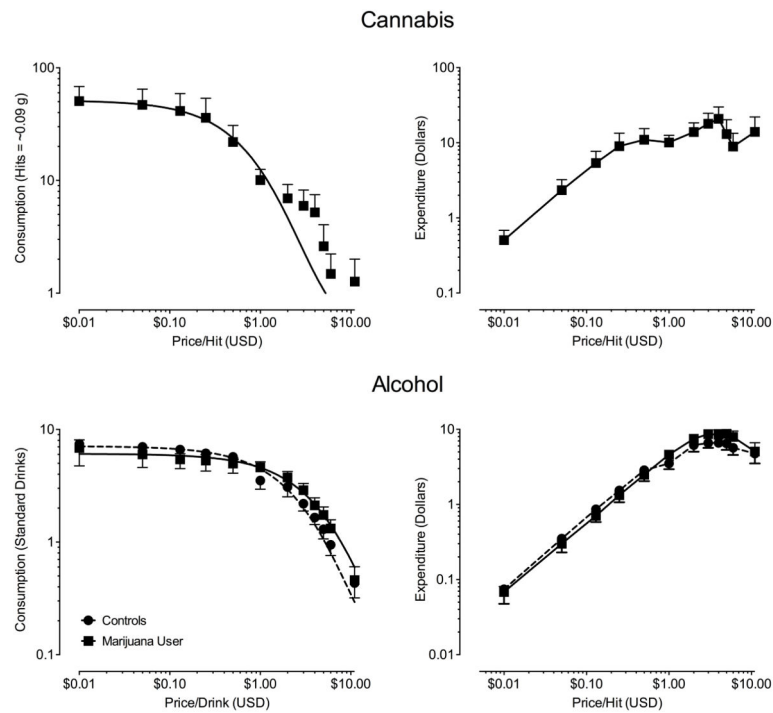 Cannabis
Consumption (Hits = ~0.09 g)
100
10
1
$0.01
$0.10
$1.00
$10.00
Price/Hit (USD)
Expenditure (Dollars)
100
10
1
0.1
$0.01
$0.10
$1.00
$10.00
Price/Hit (USD)
Alcohol
Consumption (Standard Drinks)
10
1
0.1
Controls
Marijuana User
$0.01
$0.10
$1.00
$10.00
Price/Drink (USD)
Expenditure (Dollars)
10
1
0.1
0.01
$0.01
$0.10
$1.00
$10.00
Price/Hit (USD)